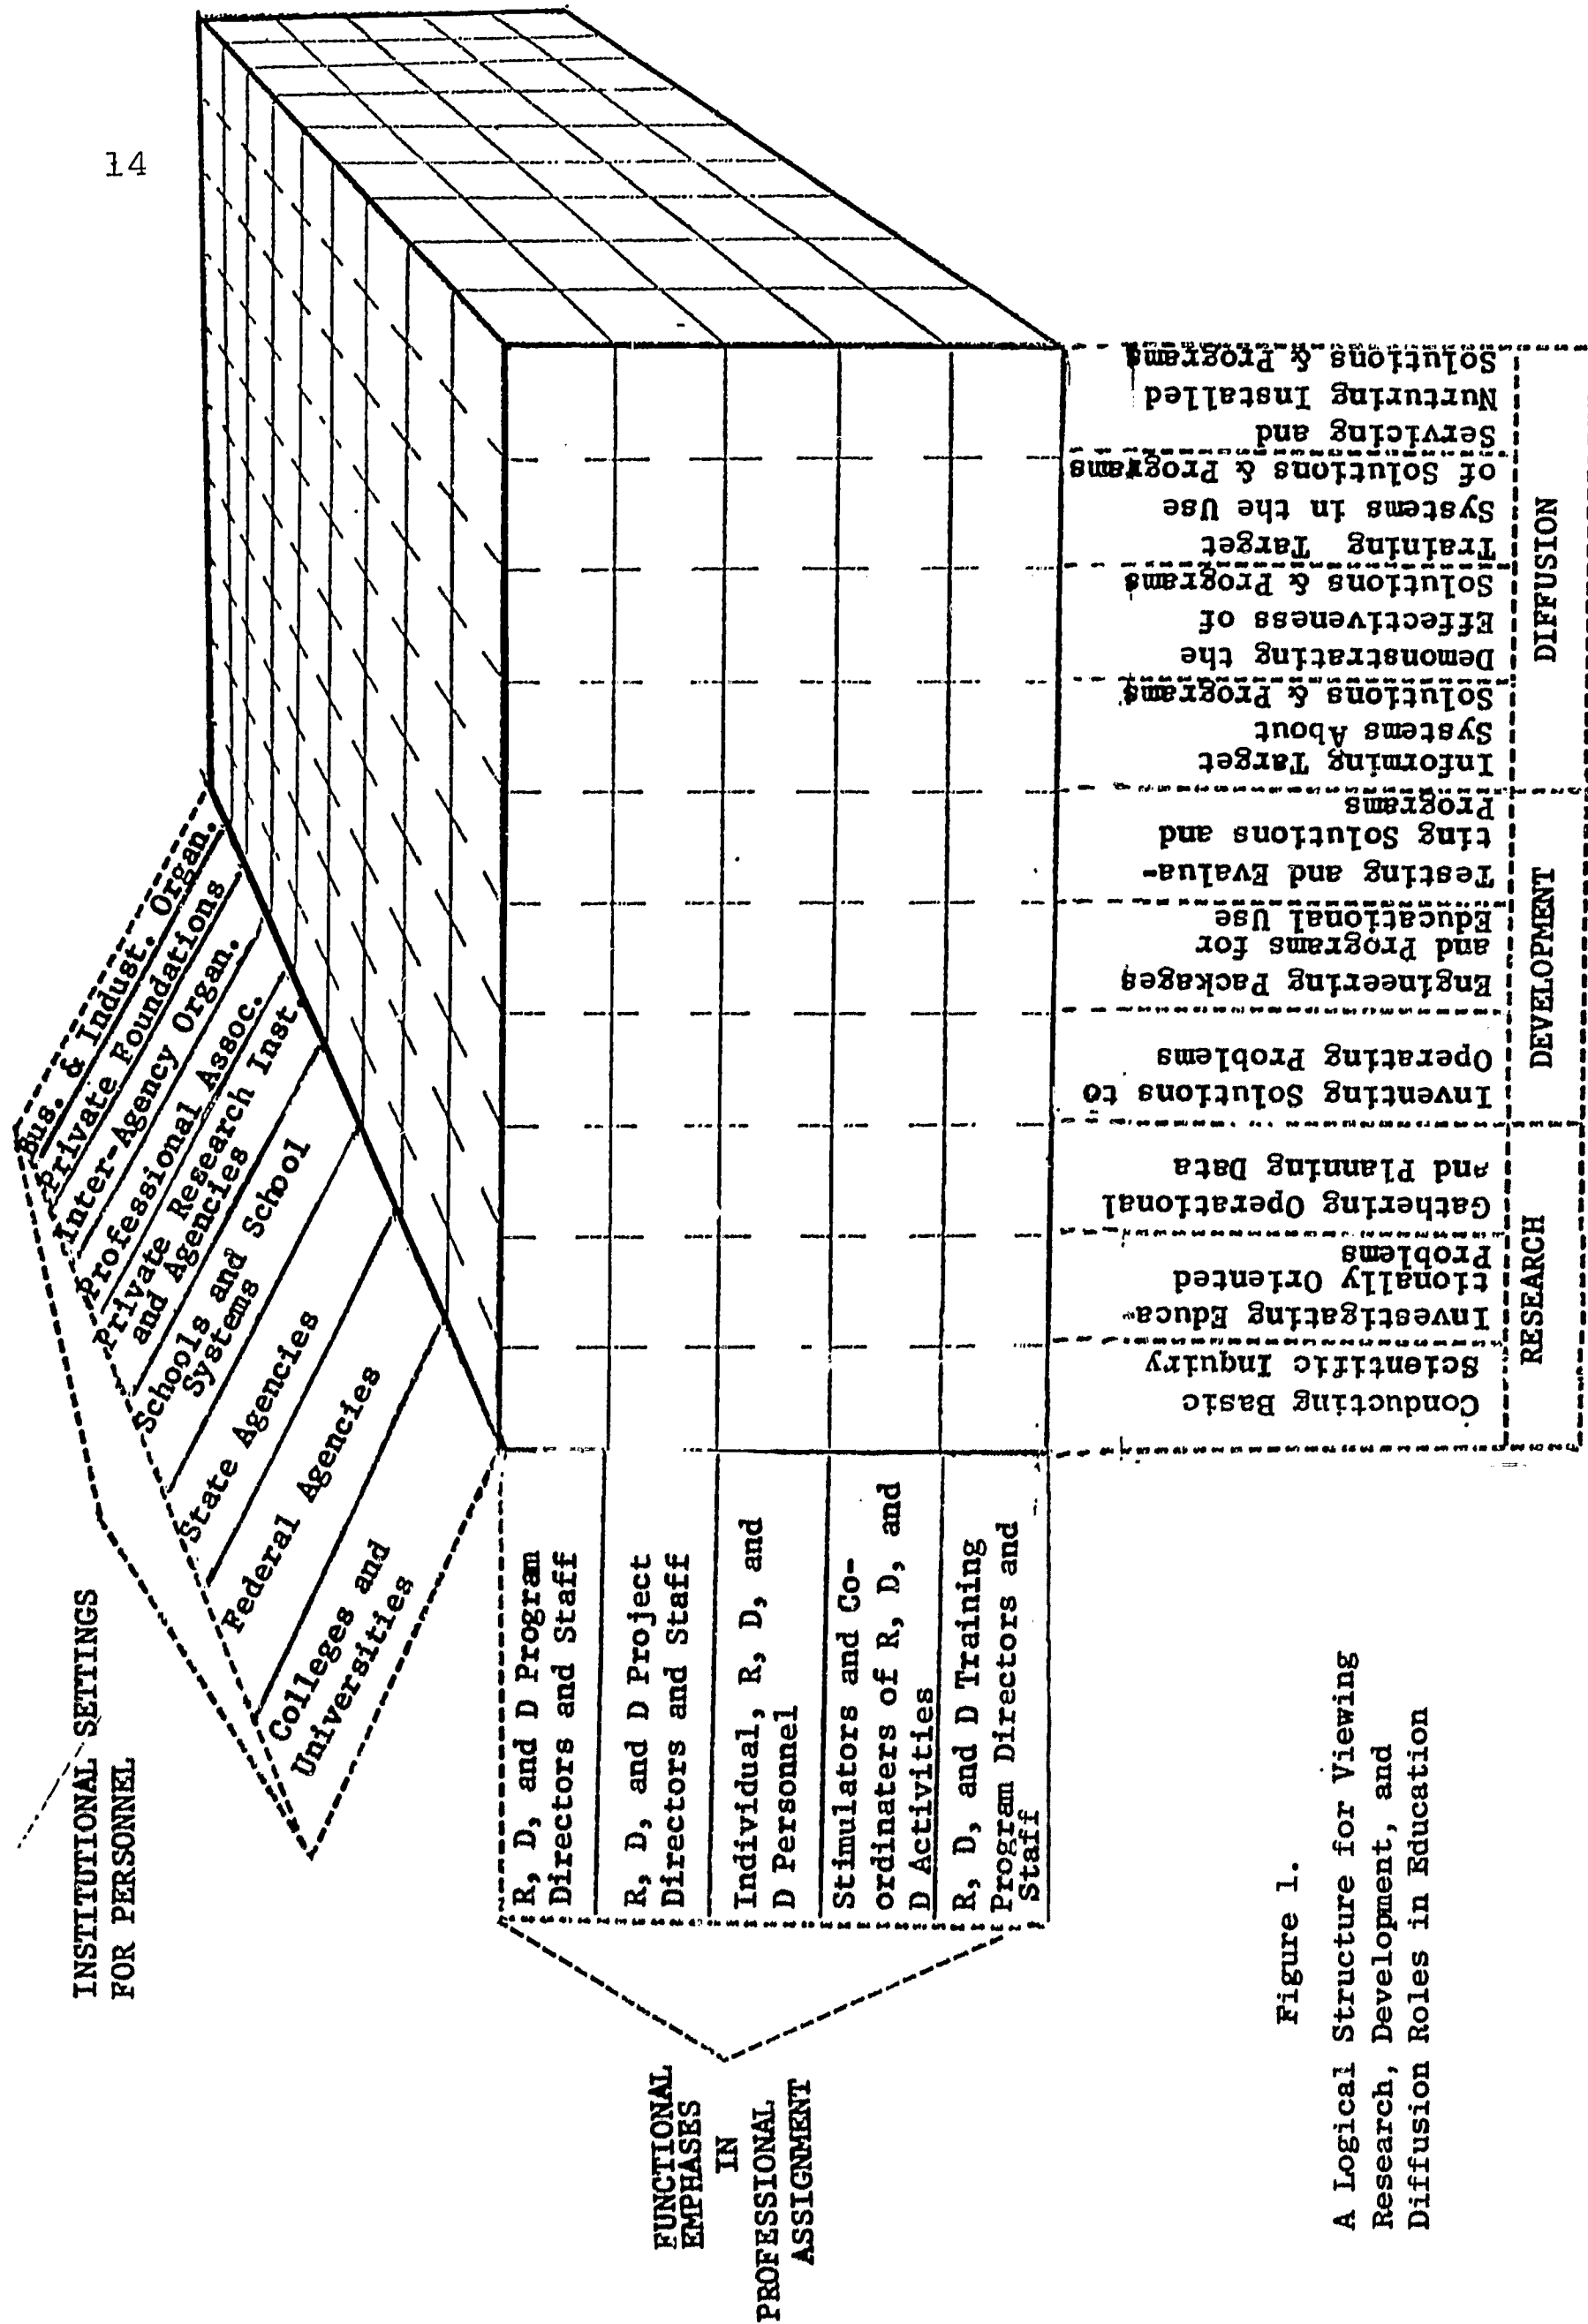 14
INSTITUTIONAL SETTINGS
FOR PERSONNEL
Bus. & Indust. Organ.
Private Foundations
Inter-Agency Organ.
Professional Assoc.
Private Research Inst.
and Agencies
Schools and School
Systems
State Agencies
Federal Agencies
Colleges and
Universities
FUNCTIONAL
EMPHASES
IN
PROFESSIONAL
ASSIGNMENT
R, D, and D Program
Directors and Staff
R, D, and D Project
Directors and Staff
Individual, R, D, and
D Personnel
Stimulators and Co-
ordinaters of R, D, and
D Activities
R, D, and D Training
Program Directors and
Staff
Conducting Basic
Scientific Inquiry
Investigating Educa-
tionally Oriented
Problems
Gathering Operational
and Planning Data
Inventing Solutions to
Operating Problems
Engineering Packages
and Programs for
Educational Use
Testing and Evalua-
ting Solutions and
Programs
Informing Target
Systems About
Solutions & Programs
Demonstrating the
Effectiveness of
Solutions & Programs
Training Target
Systems in the Use
of Solutions & Programs
Servicing and
Nurturing Installed
Solutions & Programs
RESEARCH
DEVELOPMENT
DIFFUSION
Figure 1.
A Logical Structure for Viewing
Research, Development, and
Diffusion Roles in Education